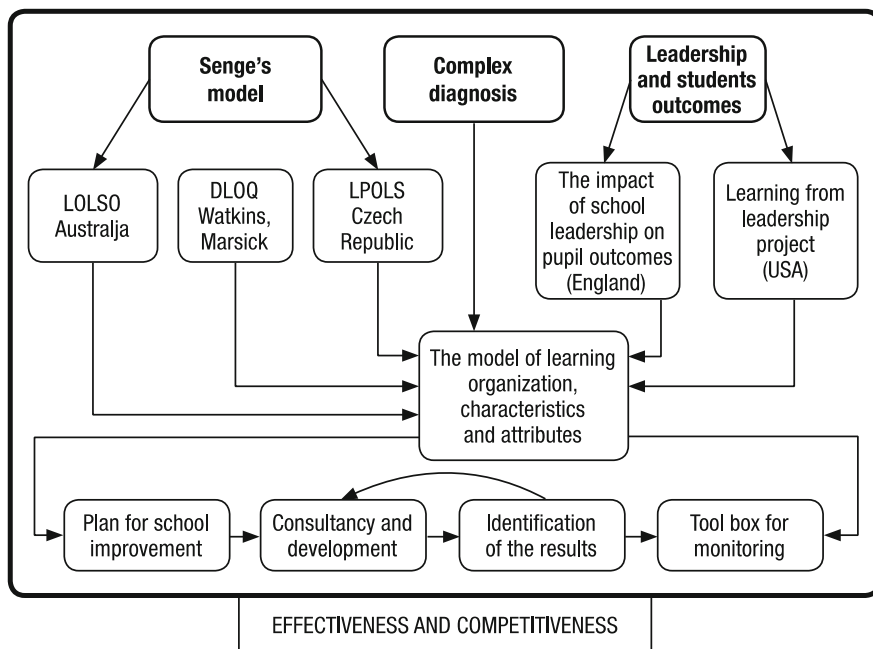 Senge's
model
Complex
diagnosis
Leadership
and students
outcomes
LOLSO
Australja
DLOQ
Watkins,
Marsick
LPOLS
Czech
Republic
The impact
of school
leadership on
pupil outcomes
(England)
Learning from
leadership
project
(USA)
The model of learning
organization,
characteristics
and attributes
Plan for school
improvement
Consultancy and
development
Identification
of the results
Tool box for
monitoring
EFFECTIVENESS AND COMPETITIVENESS